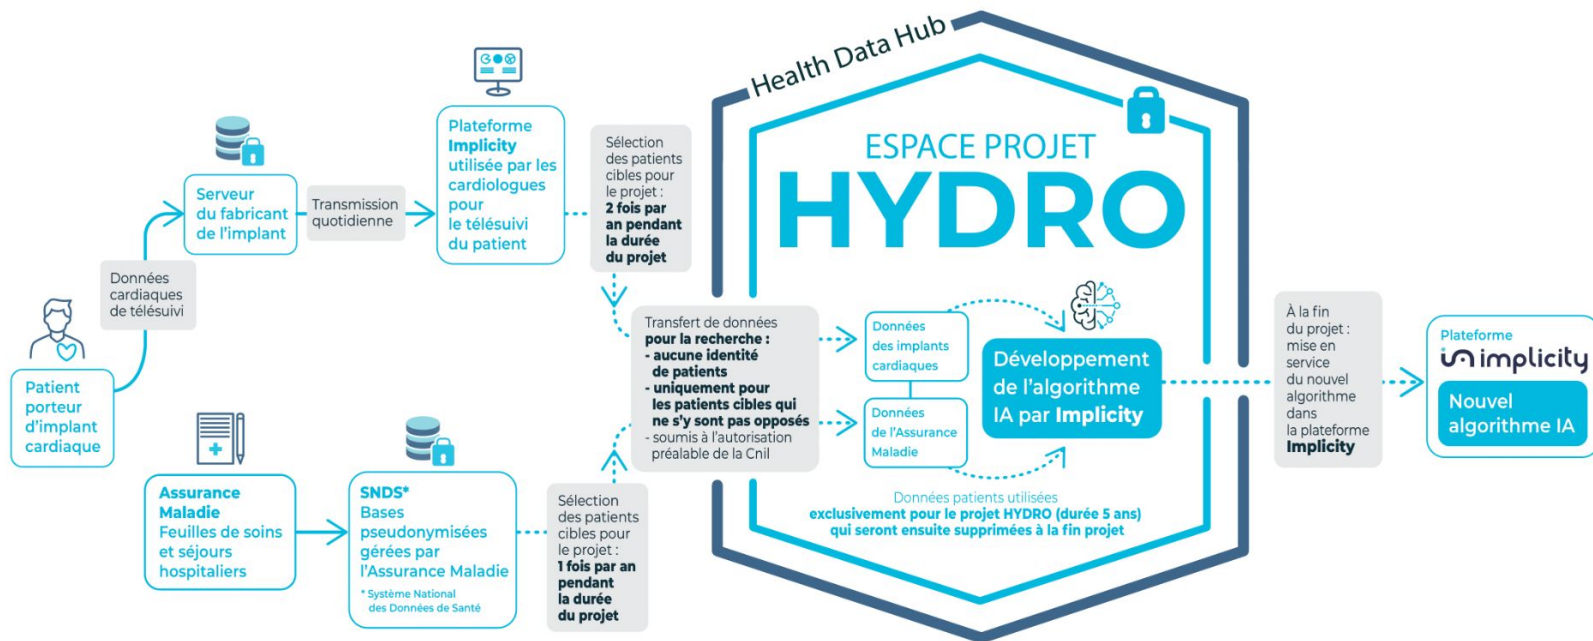 Health Data Hub
ESPACE PROJET
HYDRO
Patient
porteur
d'implant
cardiaque
Données
cardiaques
de télésuivi
Serveur
du fabricant
de l'implant
Transmission
quotidienne
Plateforme
Implicity
utilisée par les
cardiologues
pour
le télésuivi
du patient
Sélection
des patients
cibles pour
le projet :
2 fois par
an pendant
la durée
du projet
Assurance
Maladie
Feuilles de soins
et séjours
hospitaliers
SNDS*
Bases
pseudonymisées
gérées par
l'Assurance Maladie
* Système National
des Données de Santé
Sélection
des patients
cibles pour
le projet :
1 fois par an
pendant
la durée
du projet
Transfert de données
pour la recherche :
- aucune identité
de patients
- uniquement pour
les patients cibles qui
ne s'y sont pas opposés
- soumis à l'autorisation
préalable de la Cnil
Données
des implants
cardiaques
Données
de l'Assurance
Maladie
Développement
de l'algorithme
IA par Implicity
Données patients utilisées
exclusivement pour le projet HYDRO (durée 5 ans)
qui seront ensuite supprimées à la fin projet
À la fin
du projet :
mise en
service
du nouvel
algorithme
dans
la plateforme
Implicity
Plateforme
implicity
Nouvel
algorithme IA